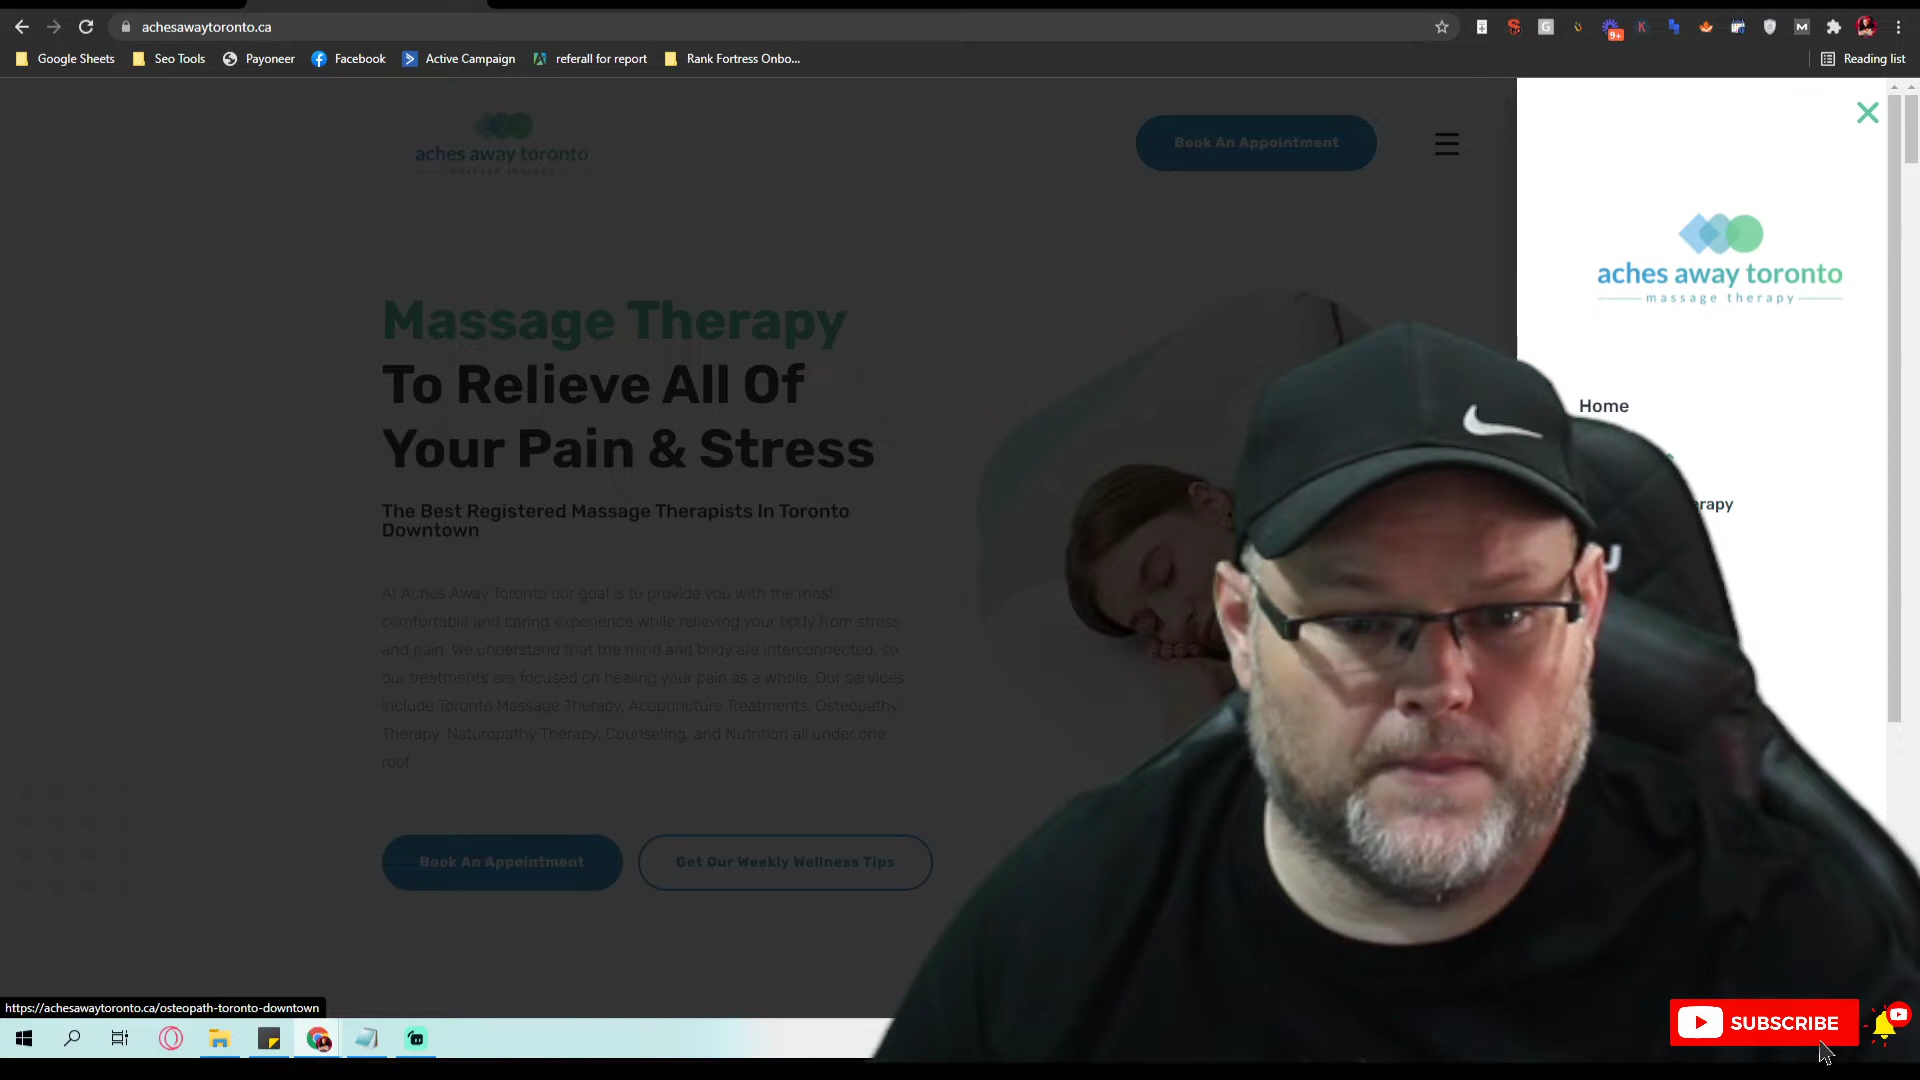 achesawaytoronto.ca
Google Sheets
Seo Tools
Payoneer
Facebook
Active Campaign
referall for report
Rank Fortress Onbo...
Reading list
9+
aches away toronto
massage therapy
Book An Appointment
aches away toronto
massage therapy
Massage Therapy
To Relieve All Of
Your Pain & Stress
The Best Registered Massage Therapists In Toronto
Downtown
At Aches Away Toronto our goal is to provide you with the most
comfortable and caring experience while relieving your body from stress
and pain. We understand that the mind and body are interconnected, so
our treatments are focused on healing your pain as a whole. Our services
include Toronto Massage Therapy, Acupuncture Treatments, Osteopathy
Therapy, Naturopathy Therapy, Counseling, and Nutrition all under one
roof
Book An Appointment
Get Our Weekly Wellness Tips
Home
erapy
https://achesawaytoronto.ca/osteopath-toronto-downtown
SUBSCRIBE